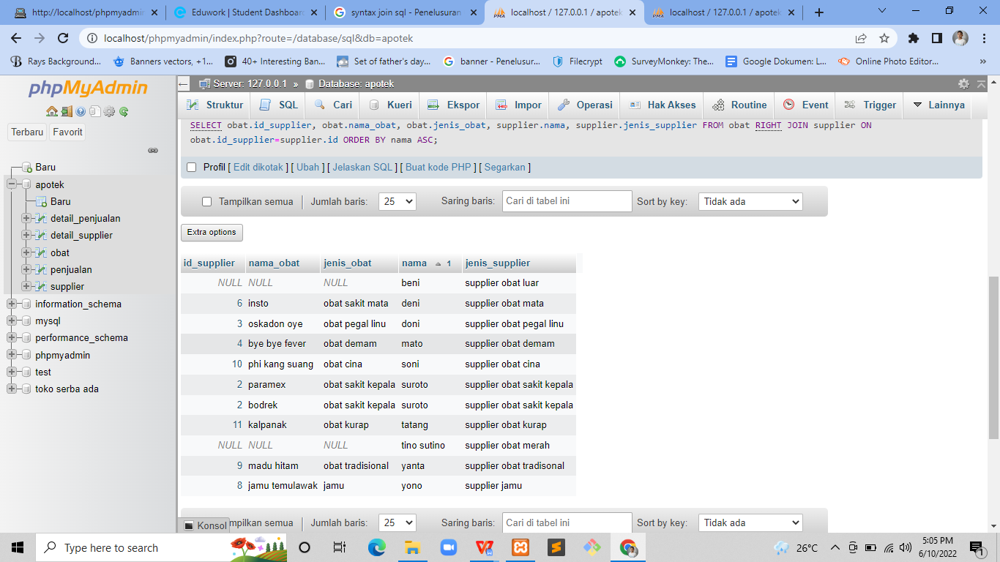 http://localhost/phpmyadmin
Eduwork | Student Dashboard
syntax join sql - Penelusuran
localhost / 127.0.0.1 / apotek
localhost / 127.0.0.1 / apotek
localhost/phpmyadmin/index.php?route=/database/sql&db=apotek
Rays Background...
Banners vectors, +1...
40+ Interesting Ban...
Set of father's day...
banner - Penelusur...
Filecrypt
SurveyMonkey: The...
Google Dokumen: L...
Online Photo Editor...
»
phpMyAdmin
Terbaru
Favorit
Baru
apotek
Baru
detail_penjualan
detail_supplier
obat
penjualan
supplier
information_schema
mysql
performance_schema
phpmyadmin
test
toko serba ada
Server: 127.0.0.1 » Database: apotek
Struktur
SQL
Cari
Kueri
Ekspor
Impor
Operasi
Hak Akses
Routine
Event
Trigger
Lainnya
SELECT obat.id_supplier, obat.nama_obat, obat.jenis_obat, supplier.nama, supplier.jenis_supplier FROM obat RIGHT JOIN supplier ON
obat.id_supplier=supplier.id ORDER BY nama ASC;
Profil [ Edit dikotak ] [ Ubah ] [ Jelaskan SQL ] [ Buat kode PHP ] [ Segarkan ]
Tampilkan semua | Jumlah baris: 25 Saring baris: Cari di tabel ini Sort by key: Tidak ada
Extra options
id_supplier nama_obat jenis_obat nama 1 jenis_supplier
NULL NULL NULL beni supplier obat luar
6 insto obat sakit mata deni supplier obat mata
3 oskadon oye obat pegal linu doni supplier obat pegal linu
4 bye bye fever obat demam mato supplier obat demam
10 phi kang suang obat cina soni supplier obat cina
2 paramex obat sakit kepala suroto supplier obat sakit kepala
2 bodrek obat sakit kepala suroto supplier obat sakit kepala
11 kalpanak obat kurap tatang supplier obat kurap
NULL NULL NULL tino sutino supplier obat merah
9 madu hitam obat tradisional yanta supplier obat tradisonal
8 jamu temulawak jamu yono supplier jamu
Konsol
mpilkan semua | Jumlah baris: 25 Saring baris: Cari di tabel ini Sort by key: Tidak ada
Type here to search
26°C
5:05 PM
6/10/2022
1